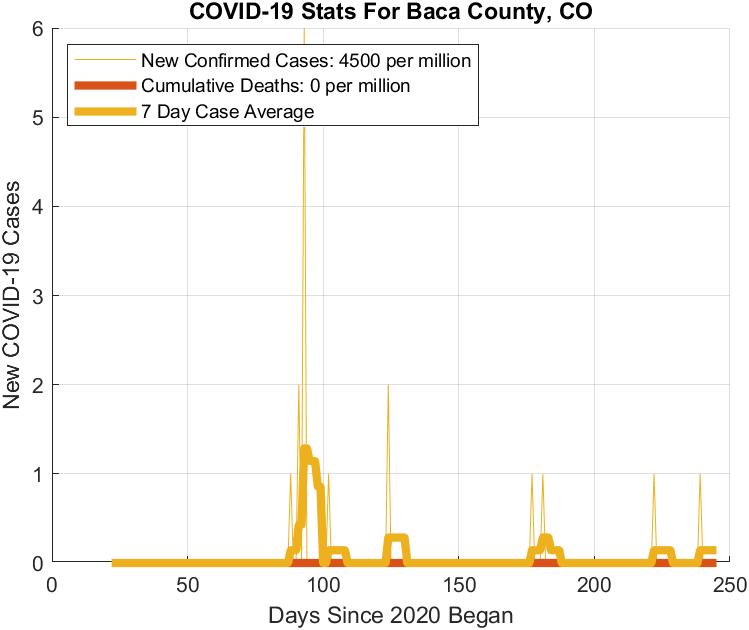 COVID-19 Stats For Baca County, CO
New Confirmed Cases: 4500 per million
Cumulative Deaths: 0 per million
7 Day Case Average
New COVID-19 Cases
6
5
4
3
2
1
0
0 50 100 150 200 250
Days Since 2020 Began